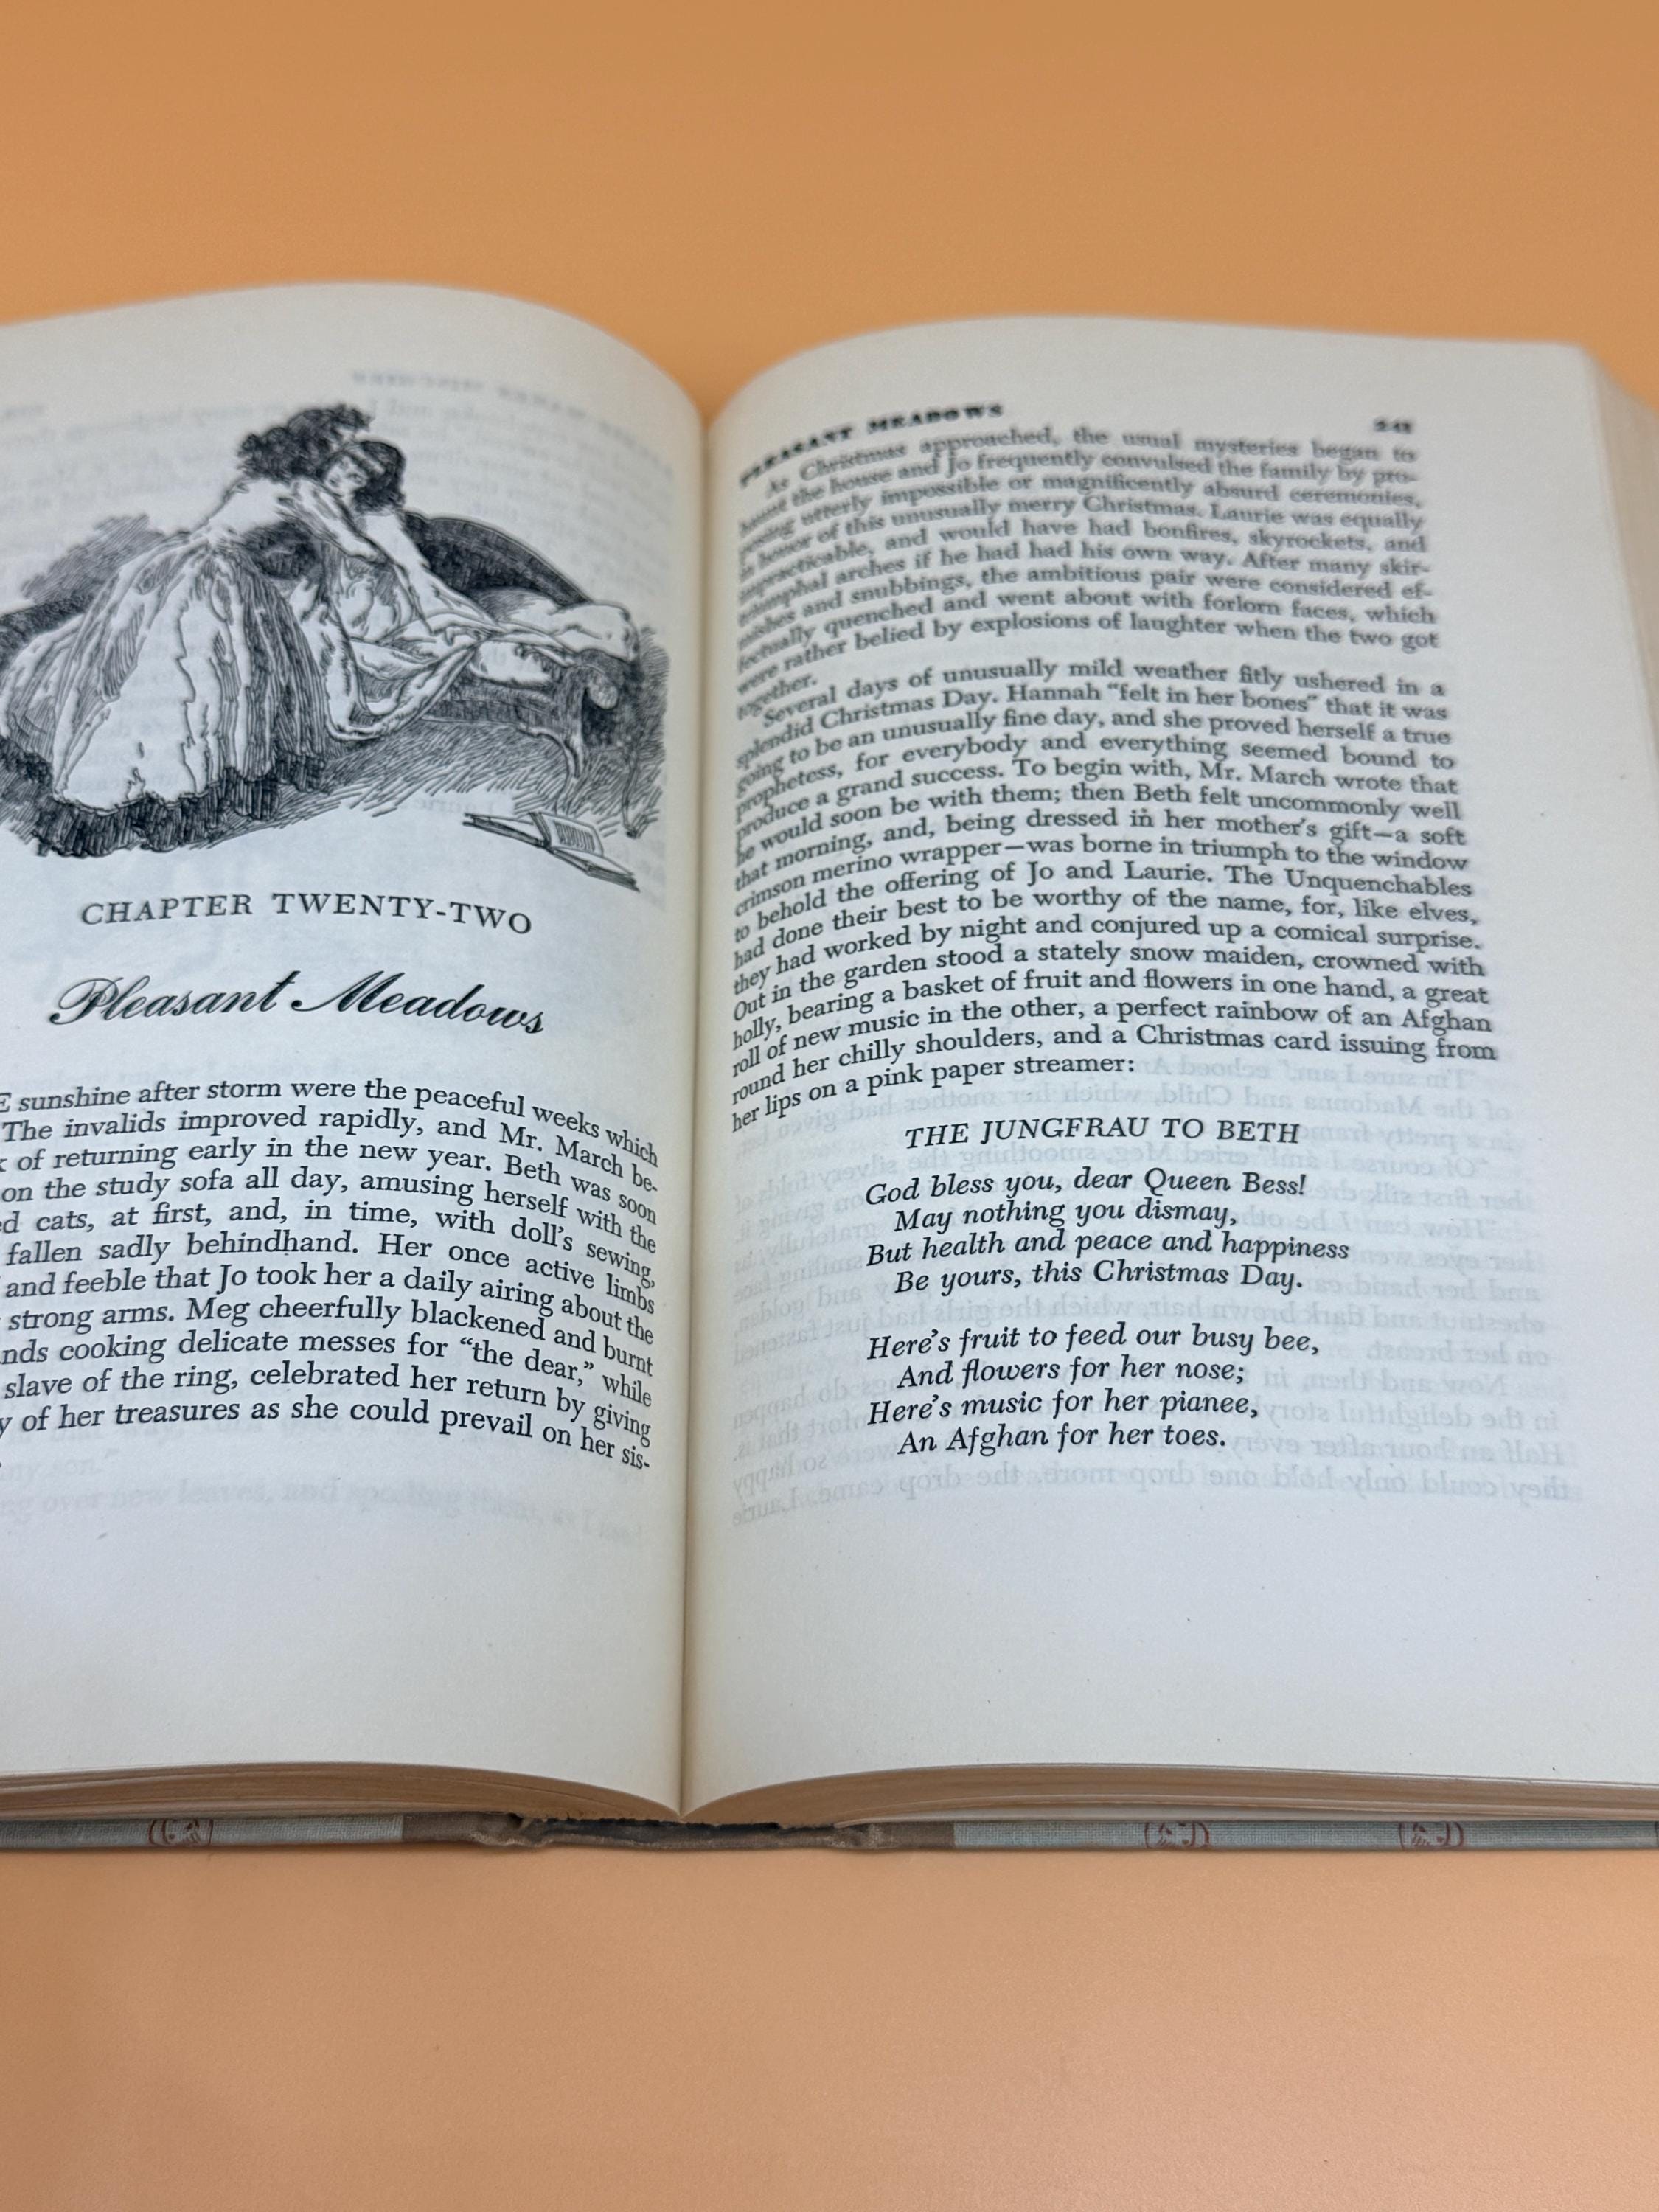 CHAPTER TWENTY-TWO
Pleasant Meadows
E sunshine after storm were the peaceful weeks which
The invalids improved rapidly, and Mr. March be-
of returning early in the new year. Beth was soon
on the study sofa all day, amusing herself with the
ed cats, at first, and, in time, with doll's sewing,
fallen sadly behindhand. Her once active limbs
and feeble that Jo took her a daily airing about the
strong arms. Meg cheerfully blackened and burnt
nds cooking delicate messes for “the dear,” while
slave of the ring, celebrated her return by giving
y of her treasures as she could prevail on her sis-
PLEASANT MEADOWS 241
As Christmas approached, the usual mysteries began to
haunt the house and Jo frequently convulsed the family by pro-
posing utterly impossible or magnificently absurd ceremonies,
in honor of this unusually merry Christmas. Laurie was equally
impracticable, and would have had bonfires, skyrockets, and
triumphal arches if he had had his own way. After many skir-
mishes and snubbings, the ambitious pair were considered ef-
fectually quenched and went about with forlorn faces, which
were rather belied by explosions of laughter when the two got
together.
Several days of unusually mild weather fitly ushered in a
splendid Christmas Day. Hannah “felt in her bones” that it was
going to be an unusually fine day, and she proved herself a true
prophetess, for everybody and everything seemed bound to
produce a grand success. To begin with, Mr. March wrote that
he would soon be with them; then Beth felt uncommonly well
that morning, and, being dressed in her mother's gift—a soft
crimson merino wrapper—was borne in triumph to the window
to behold the offering of Jo and Laurie. The Unquenchables
had done their best to be worthy of the name, for, like elves,
they had worked by night and conjured up a comical surprise.
Out in the garden stood a stately snow maiden, crowned with
holly, bearing a basket of fruit and flowers in one hand, a great
roll of new music in the other, a perfect rainbow of an Afghan
round her chilly shoulders, and a Christmas card issuing from
her lips on a pink paper streamer:
THE JUNGFRAU TO BETH
God bless you, dear Queen Bess!
May nothing you dismay,
But health and peace and happiness
Be yours, this Christmas Day.
Here's fruit to feed our busy bee,
And flowers for her nose;
Here's music for her pianee,
An Afghan for her toes.